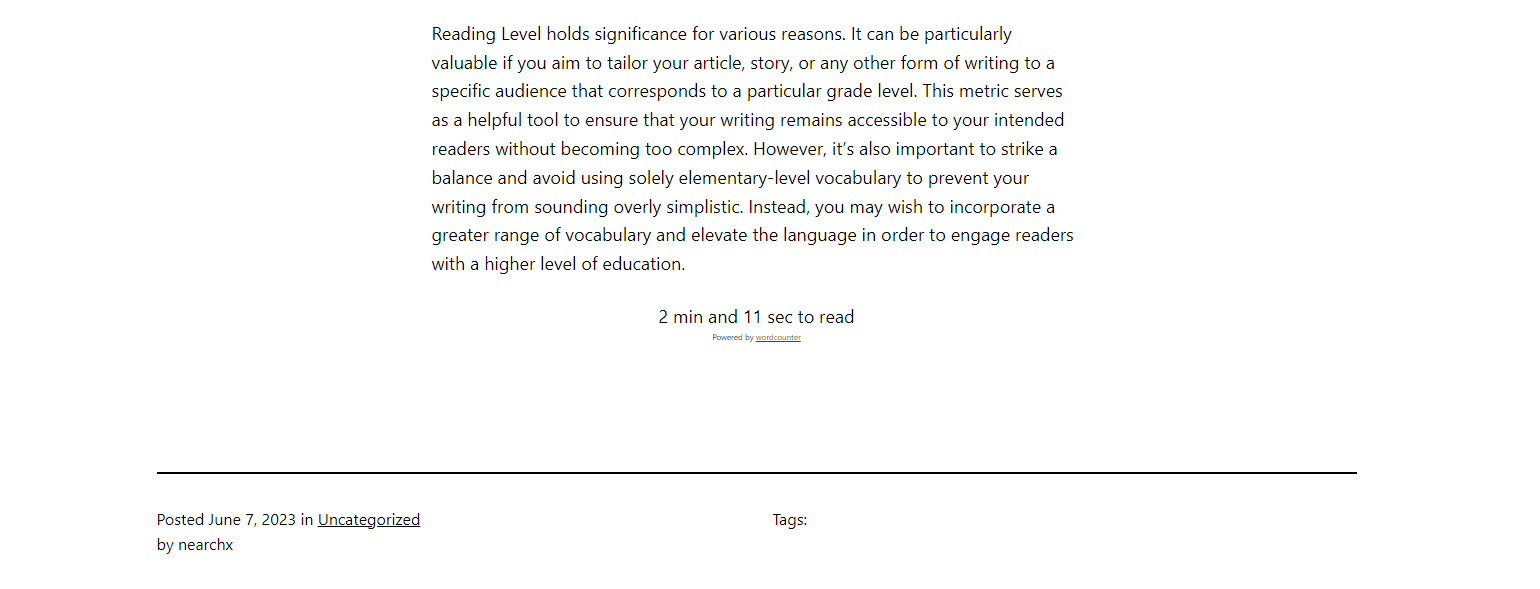 Reading Level holds significance for various reasons. It can be particularly
valuable if you aim to tailor your article, story, or any other form of writing to a
specific audience that corresponds to a particular grade level. This metric serves
as a helpful tool to ensure that your writing remains accessible to your intended
readers without becoming too complex. However, it’s also important to strike a
balance and avoid using solely elementary-level vocabulary to prevent your
writing from sounding overly simplistic. Instead, you may wish to incorporate a
greater range of vocabulary and elevate the language in order to engage readers
with a higher level of education.
2 min and 11 sec to read
Powered by wordcounter
Posted June 7, 2023 in Uncategorized
by nearchx
Tags: